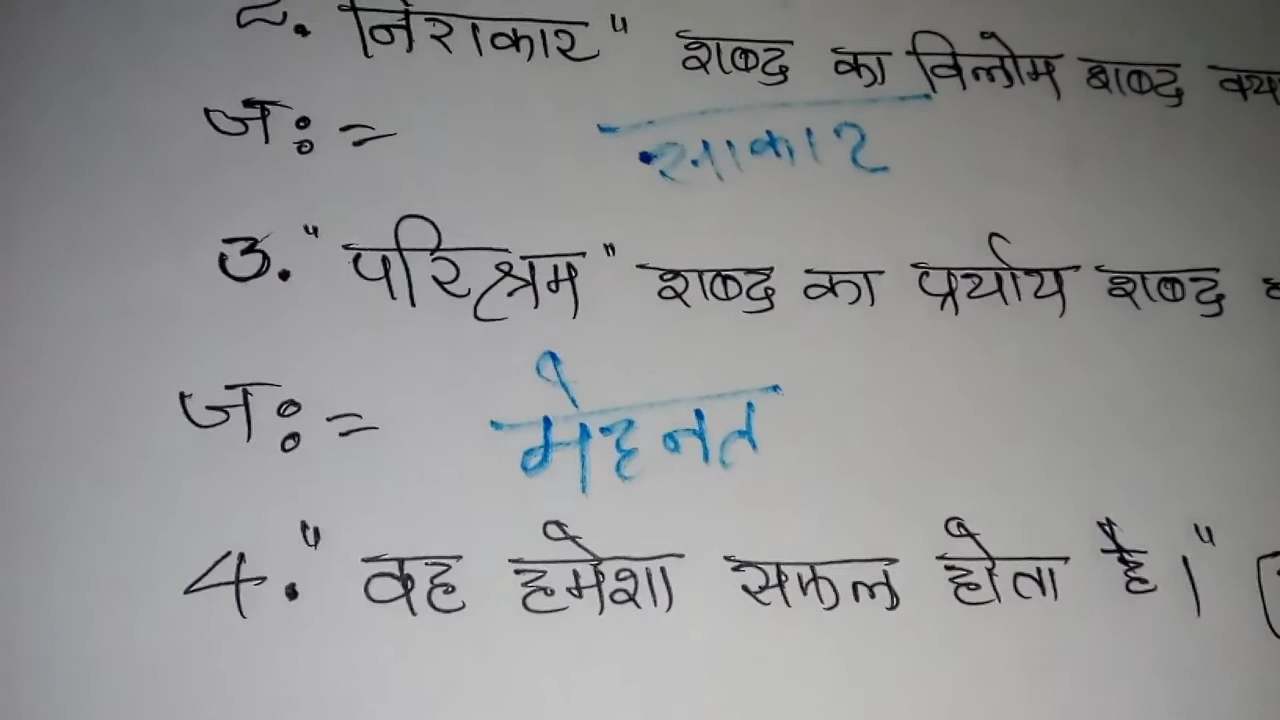 2. निराकार" शब्द का विलोम शब्द क्य
ज:=
साकार
3. "परिश्रम" शब्द का पर्याय शब्द
ज:= मेहनत
4. "वह हमेशा सफल होता है।" (